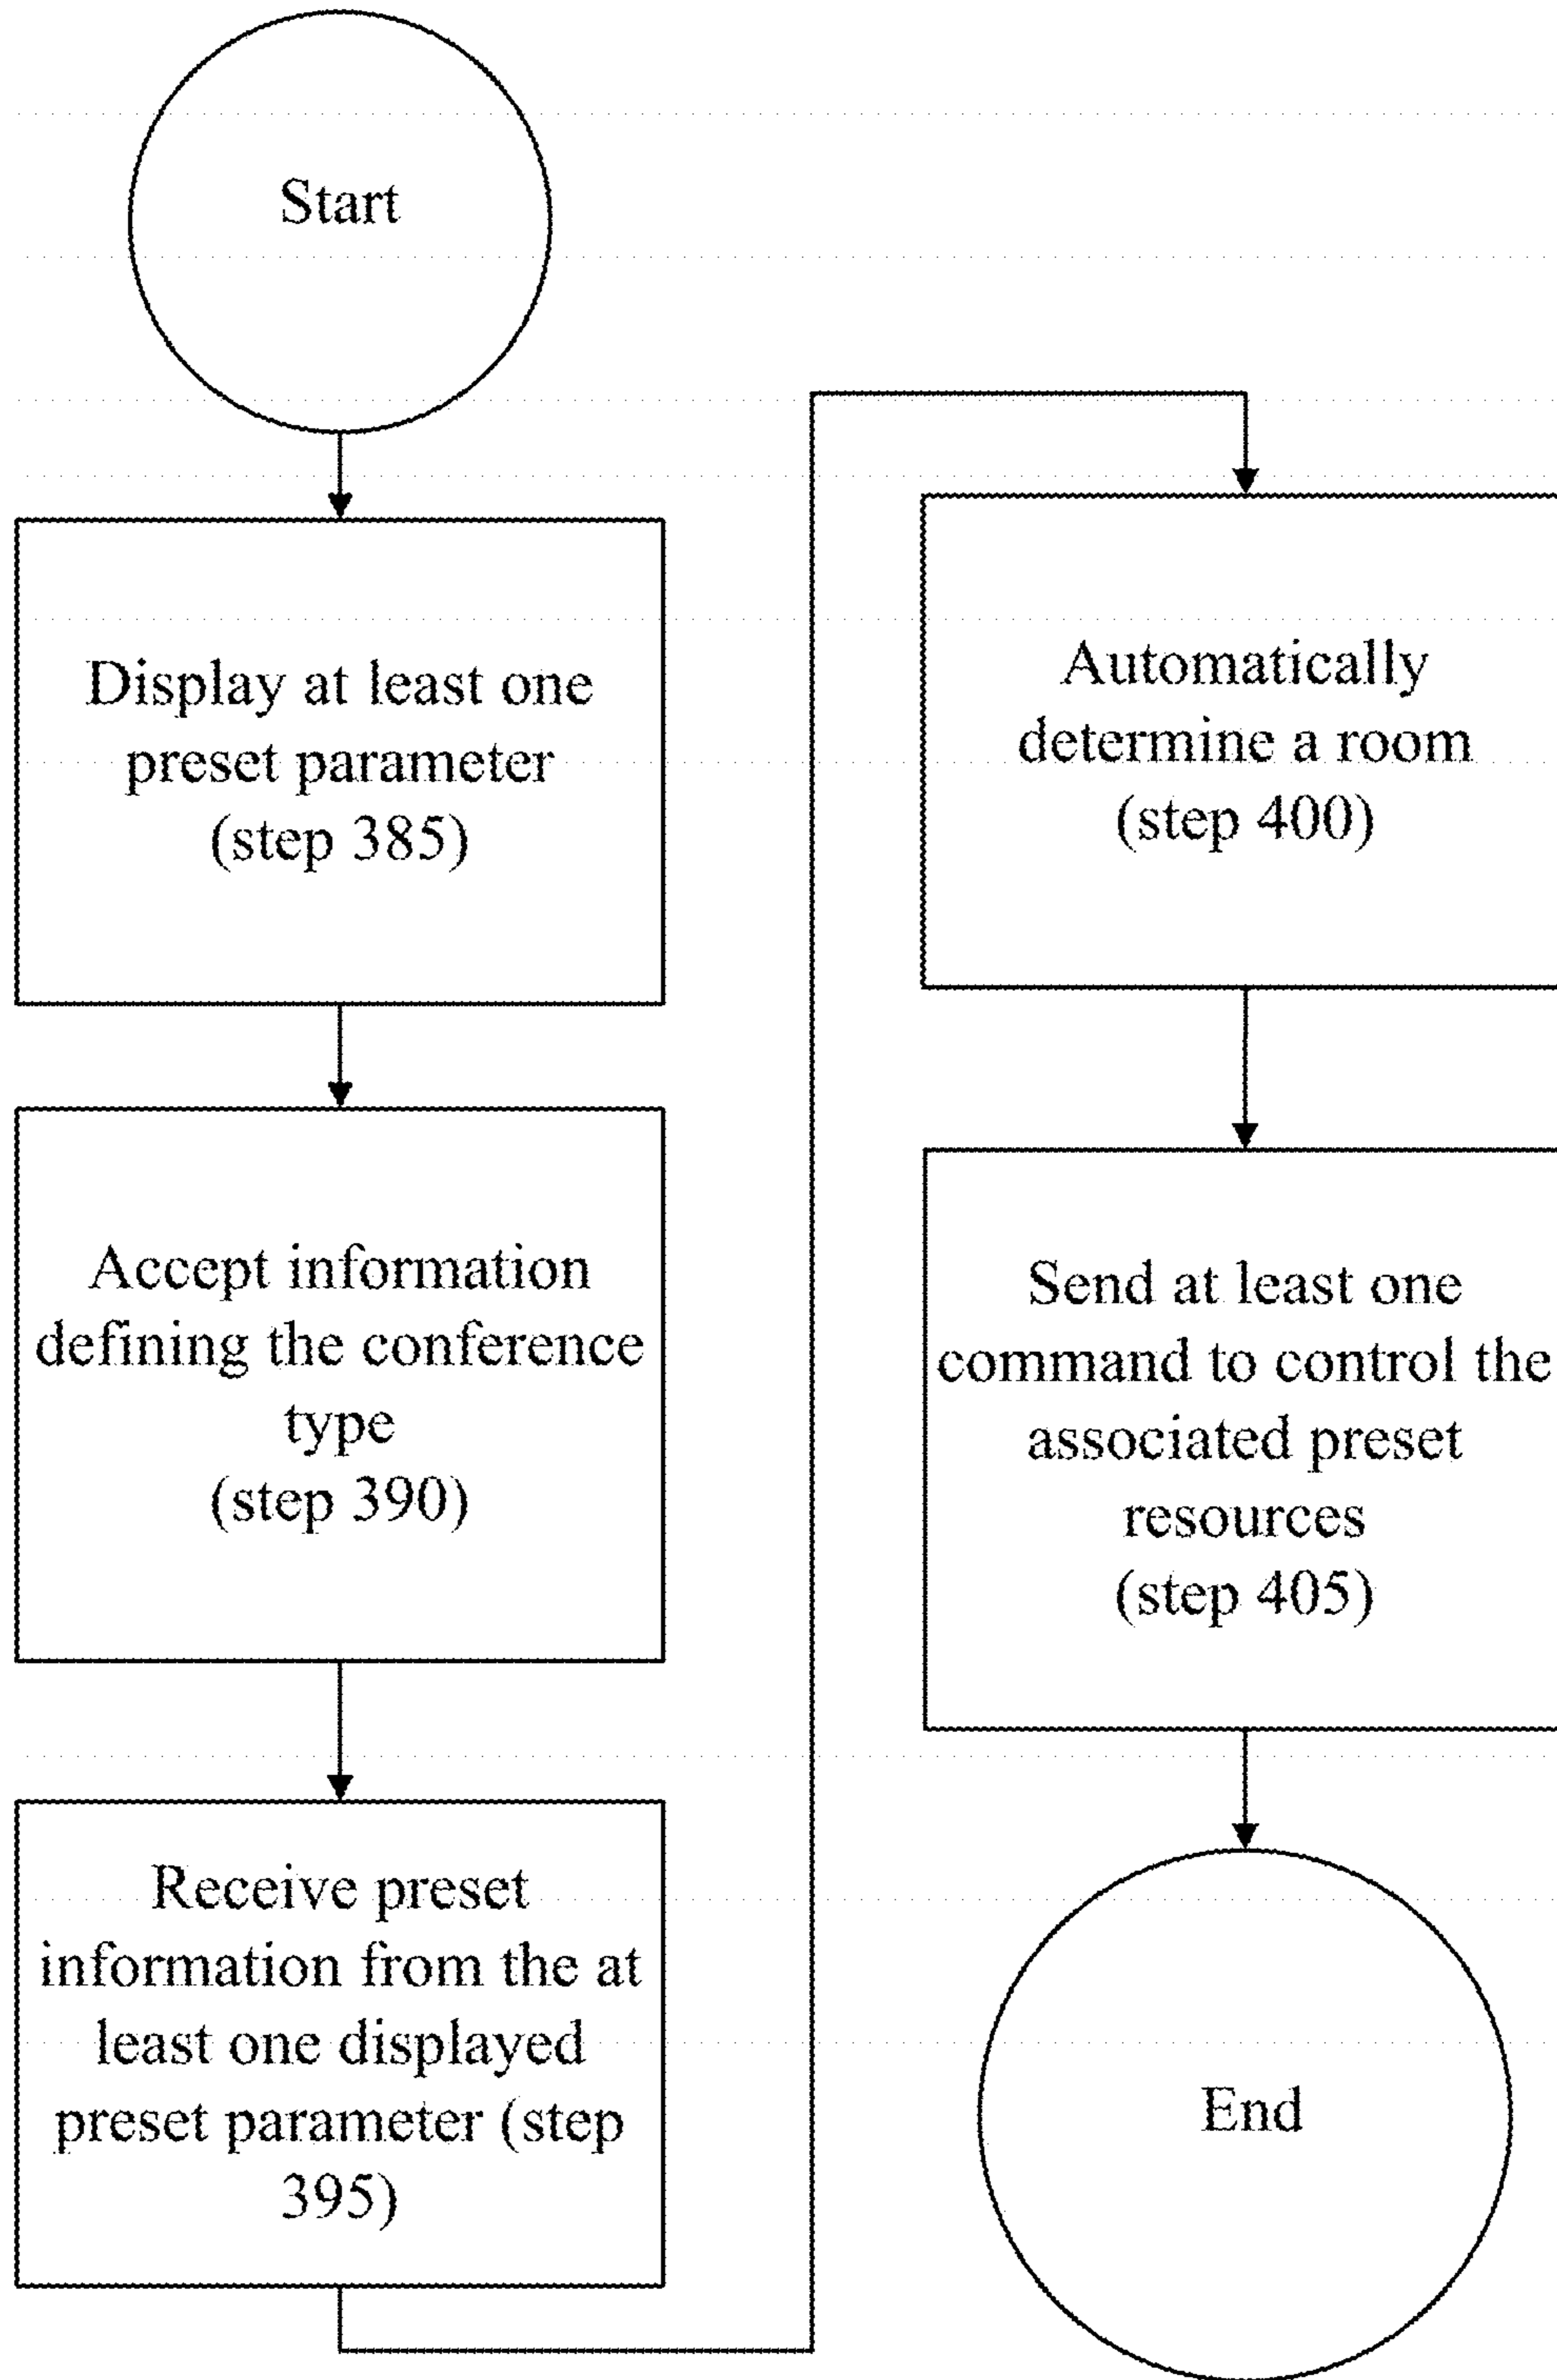 Start
Display at least one
preset parameter
(step 385)
Accept information
defining the conference
type
(step 390)
Receive preset
information from the at
least one displayed
preset parameter (step
395)
Automatically
determine a room
(step 400)
Send at least one
command to control the
associated preset
resources
(step 405)
End